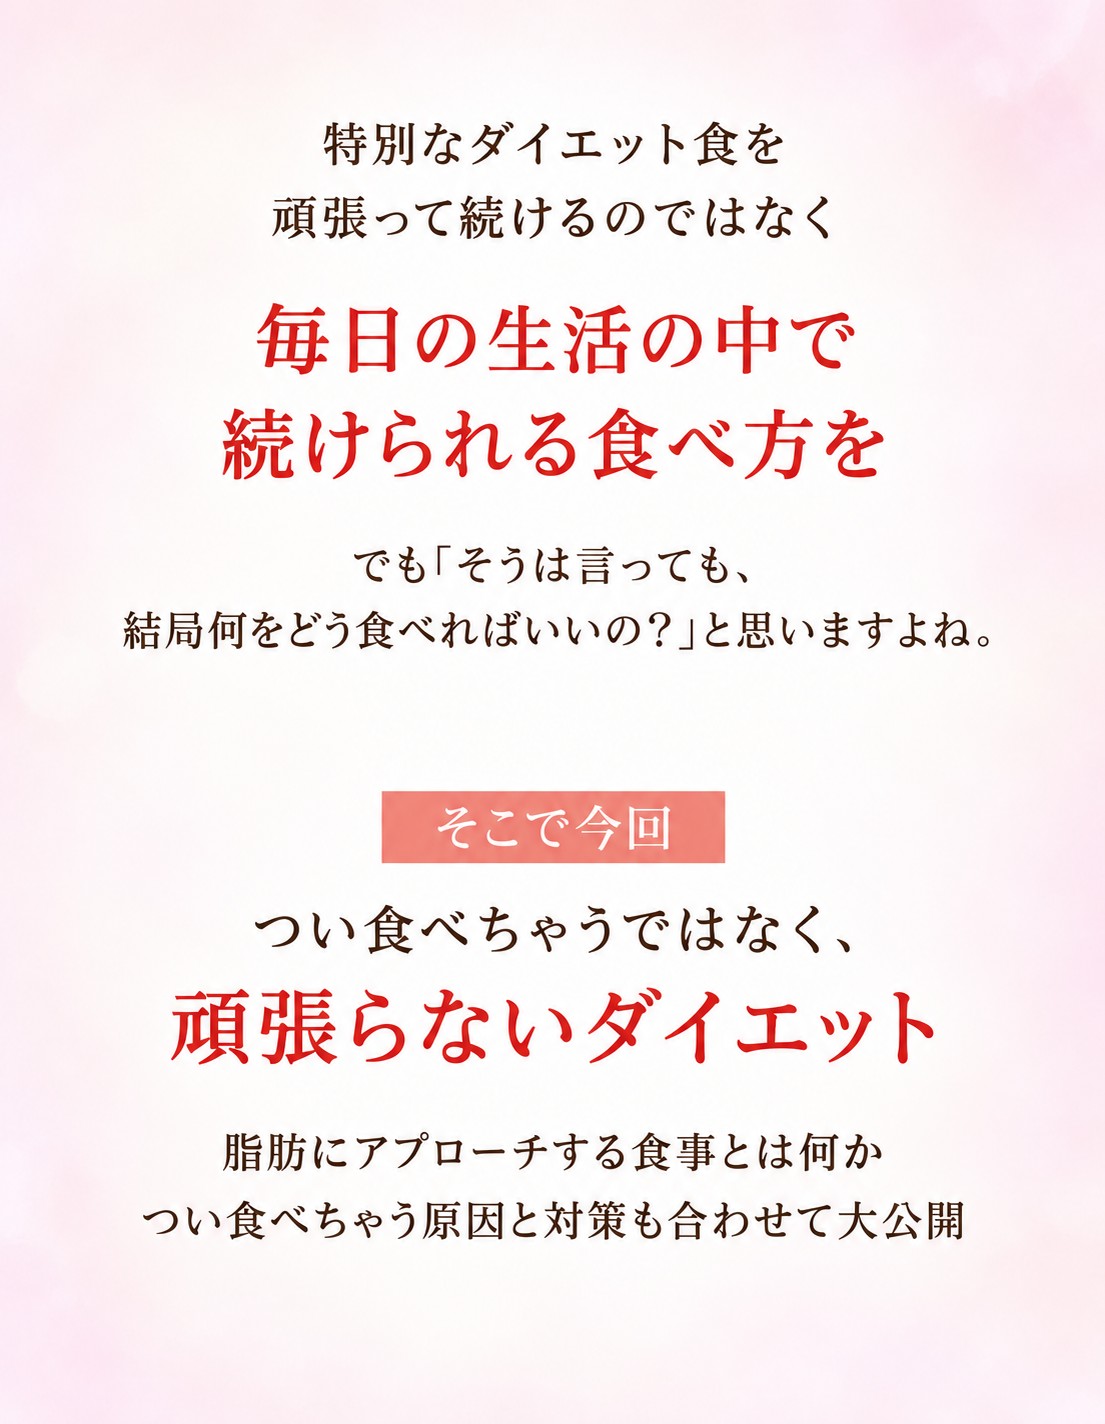 特別なダイエット食を
頑張って続けるのではなく
毎日の生活の中で
続けられる食べ方を
でも「そうは言っても、
結局何をどう食べればいいの？」と思いますよね。
そこで今回
つい食べちゃうではなく、
頑張らないダイエット
脂肪にアプローチする食事とは何か
つい食べちゃう原因と対策も合わせて大公開